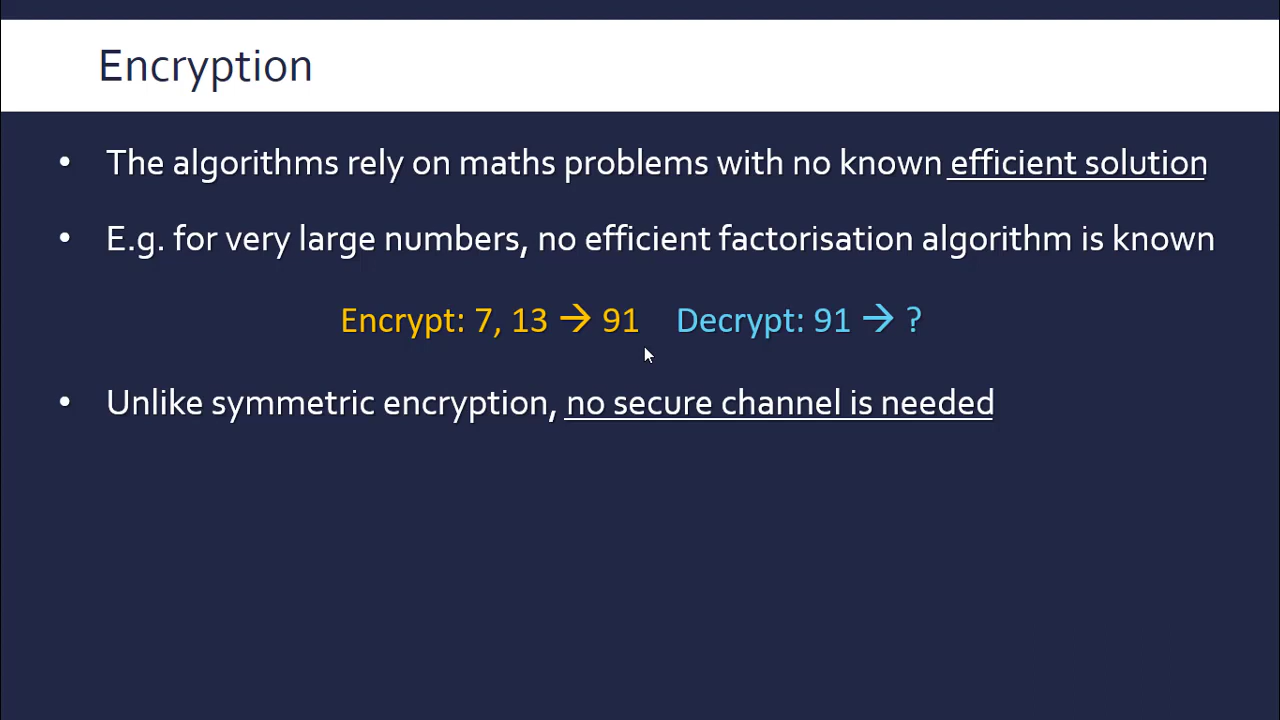 Encryption
• The algorithms rely on maths problems with no known efficient solution
• E.g. for very large numbers, no efficient factorisation algorithm is known
Encrypt: 7, 13 → 91 Decrypt: 91 → ?
• Unlike symmetric encryption, no secure channel is needed